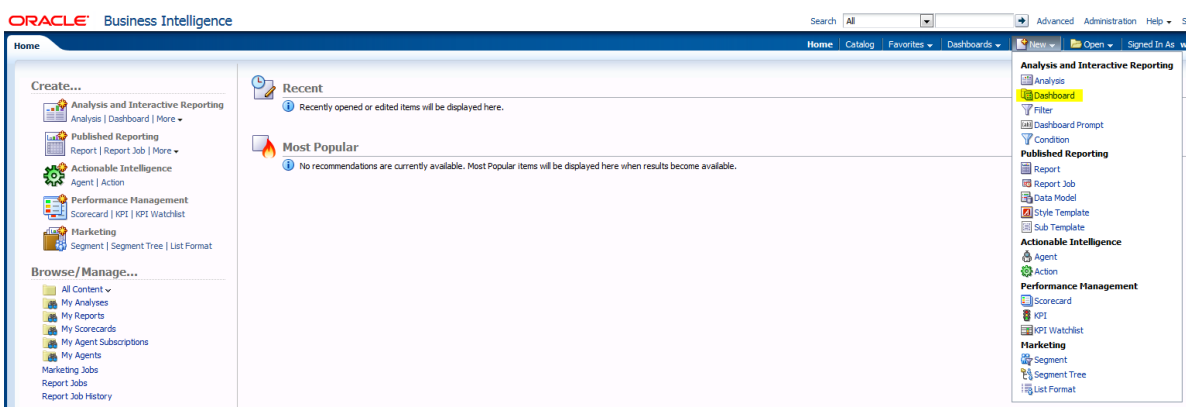 ORACLE Business Intelligence
Search All Advanced Administration Help
Home
Home Catalog Favorites Dashboards New Open Signed In As
Create...
Analysis and Interactive Reporting
Analysis | Dashboard | More
Published Reporting
Report | Report Job | More
Actionable Intelligence
Agent | Action
Performance Management
Scorecard | KPI | KPI Watchlist
Marketing
Segment | Segment Tree | List Format
Browse/Manage...
All Content
My Analyses
My Reports
My Scorecards
My Agent Subscriptions
My Agents
Marketing Jobs
Report Jobs
Report Job History
Recent
Recently opened or edited items will be displayed here.
Most Popular
No recommendations are currently available. Most Popular items will be displayed here when results become available.
Analysis and Interactive Reporting
Analysis
Dashboard
Filter
Dashboard Prompt
Condition
Published Reporting
Report
Report Job
Data Model
Style Template
Sub Template
Actionable Intelligence
Agent
Action
Performance Management
Scorecard
KPI
KPI Watchlist
Marketing
Segment
Segment Tree
List Format